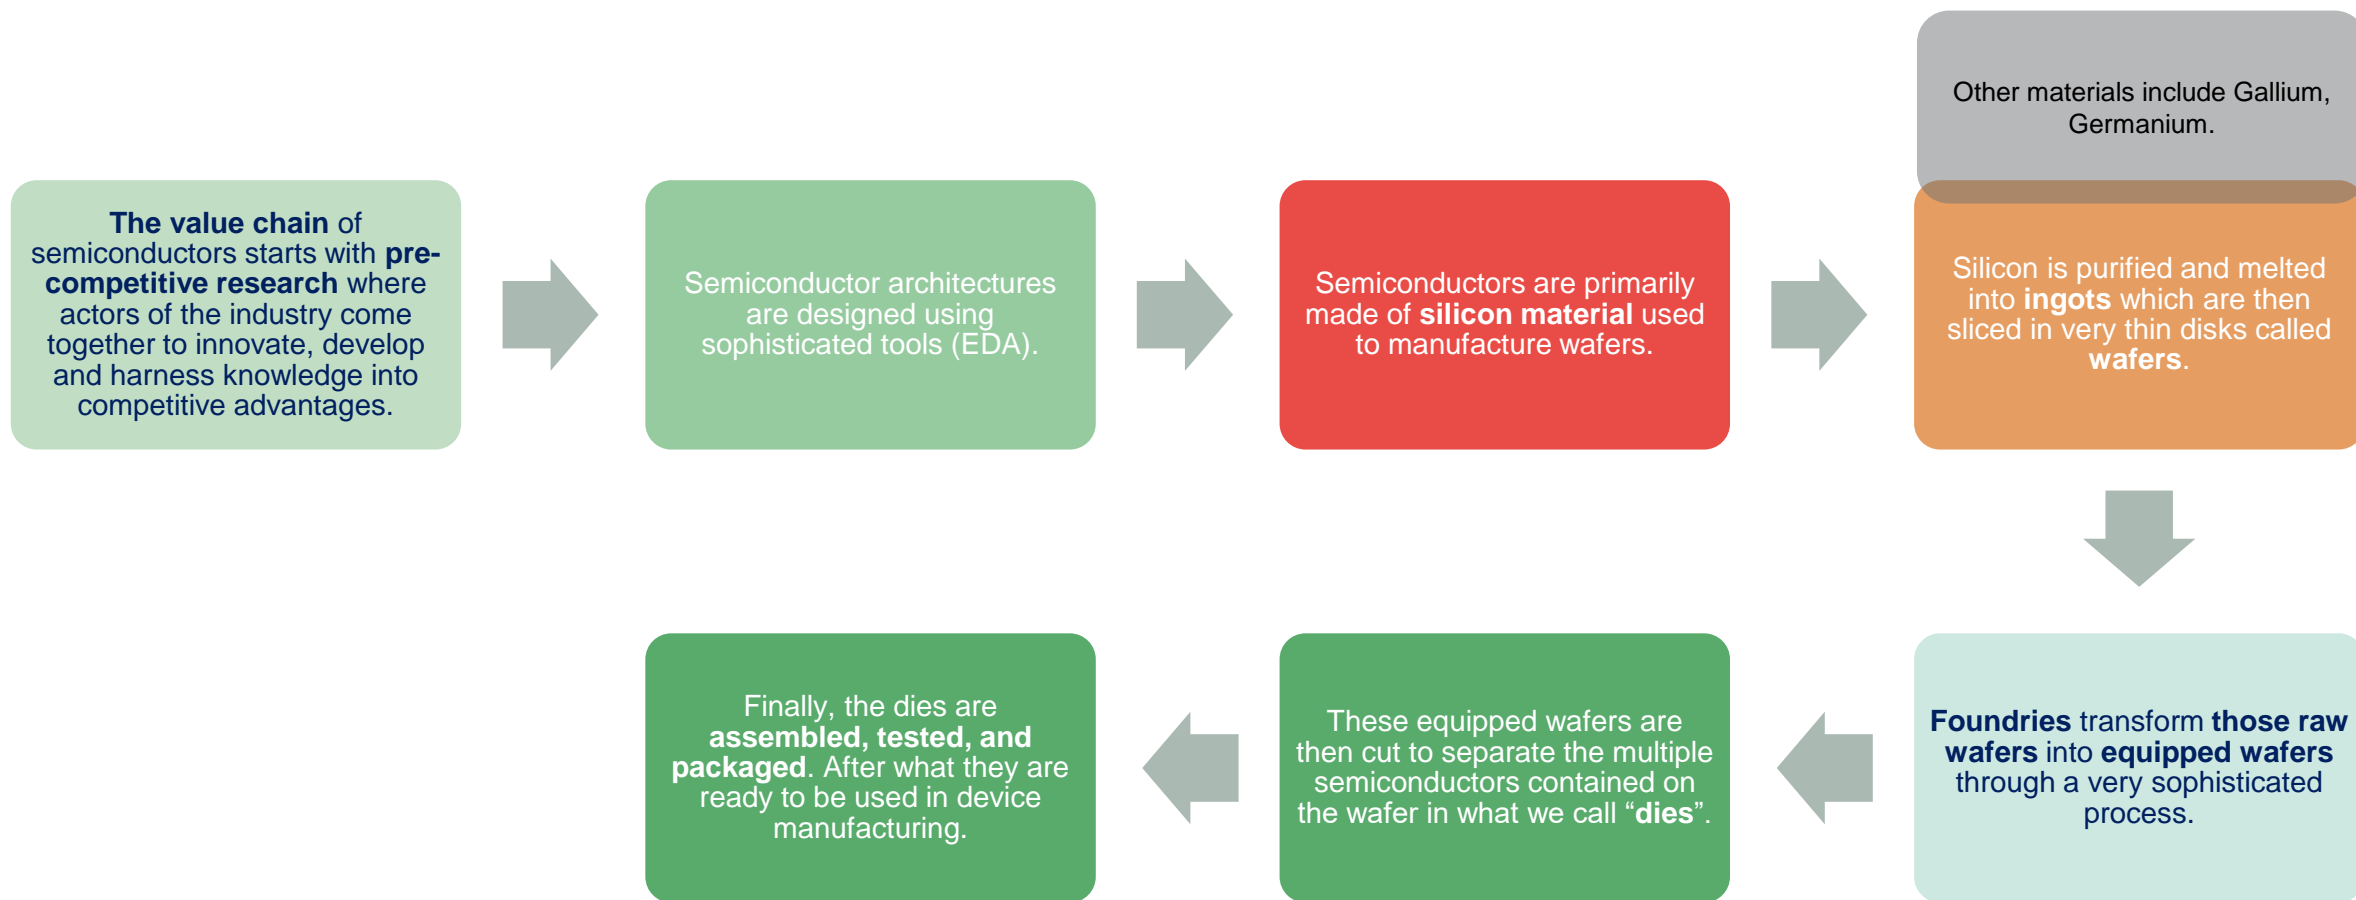 The value chain of
semiconductors starts with pre-
competitive research where
actors of the industry come
together to innovate, develop
and harness knowledge into
competitive advantages.
Semiconductor architectures
are designed using
sophisticated tools (EDA).
Semiconductors are primarily
made of silicon material used
to manufacture wafers.
Other materials include Gallium,
Germanium.
Silicon is purified and melted
into ingots which are then
sliced in very thin disks called
wafers.
Foundries transform those raw
wafers into equipped wafers
through a very sophisticated
process.
These equipped wafers are
then cut to separate the multiple
semiconductors contained on
the wafer in what we call “dies”.
Finally, the dies are
assembled, tested, and
packaged. After what they are
ready to be used in device
manufacturing.